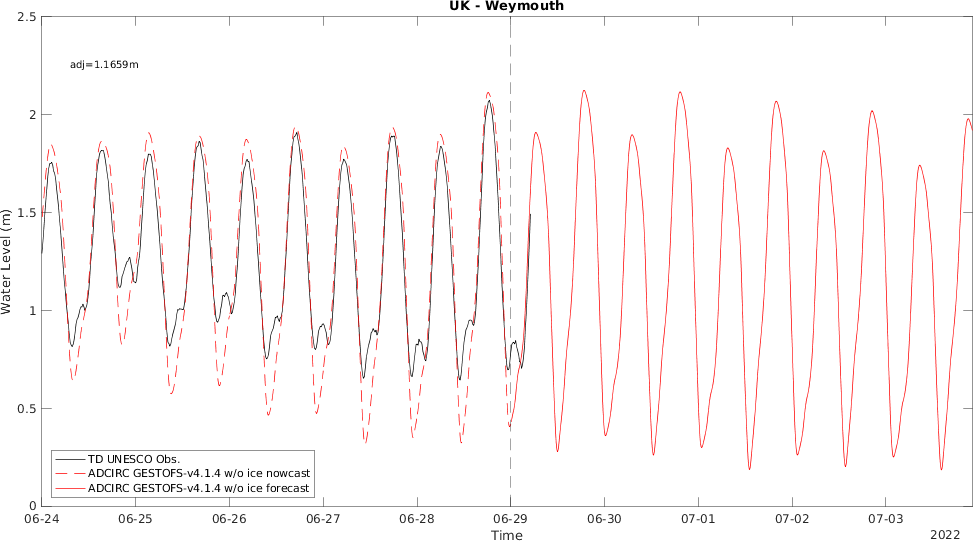 UK - Weymouth
adj=1.1659m
2.5
2
1.5
1
0.5
0
Water Level (m)
TD UNESCO Obs.
ADCIRC GESTOFS-v4.1.4 w/o ice nowcast
ADCIRC GESTOFS-v4.1.4 w/o ice forecast
06-24 06-25 06-26 06-27 06-28 06-29 06-30 07-01 07-02 07-03
Time
2022